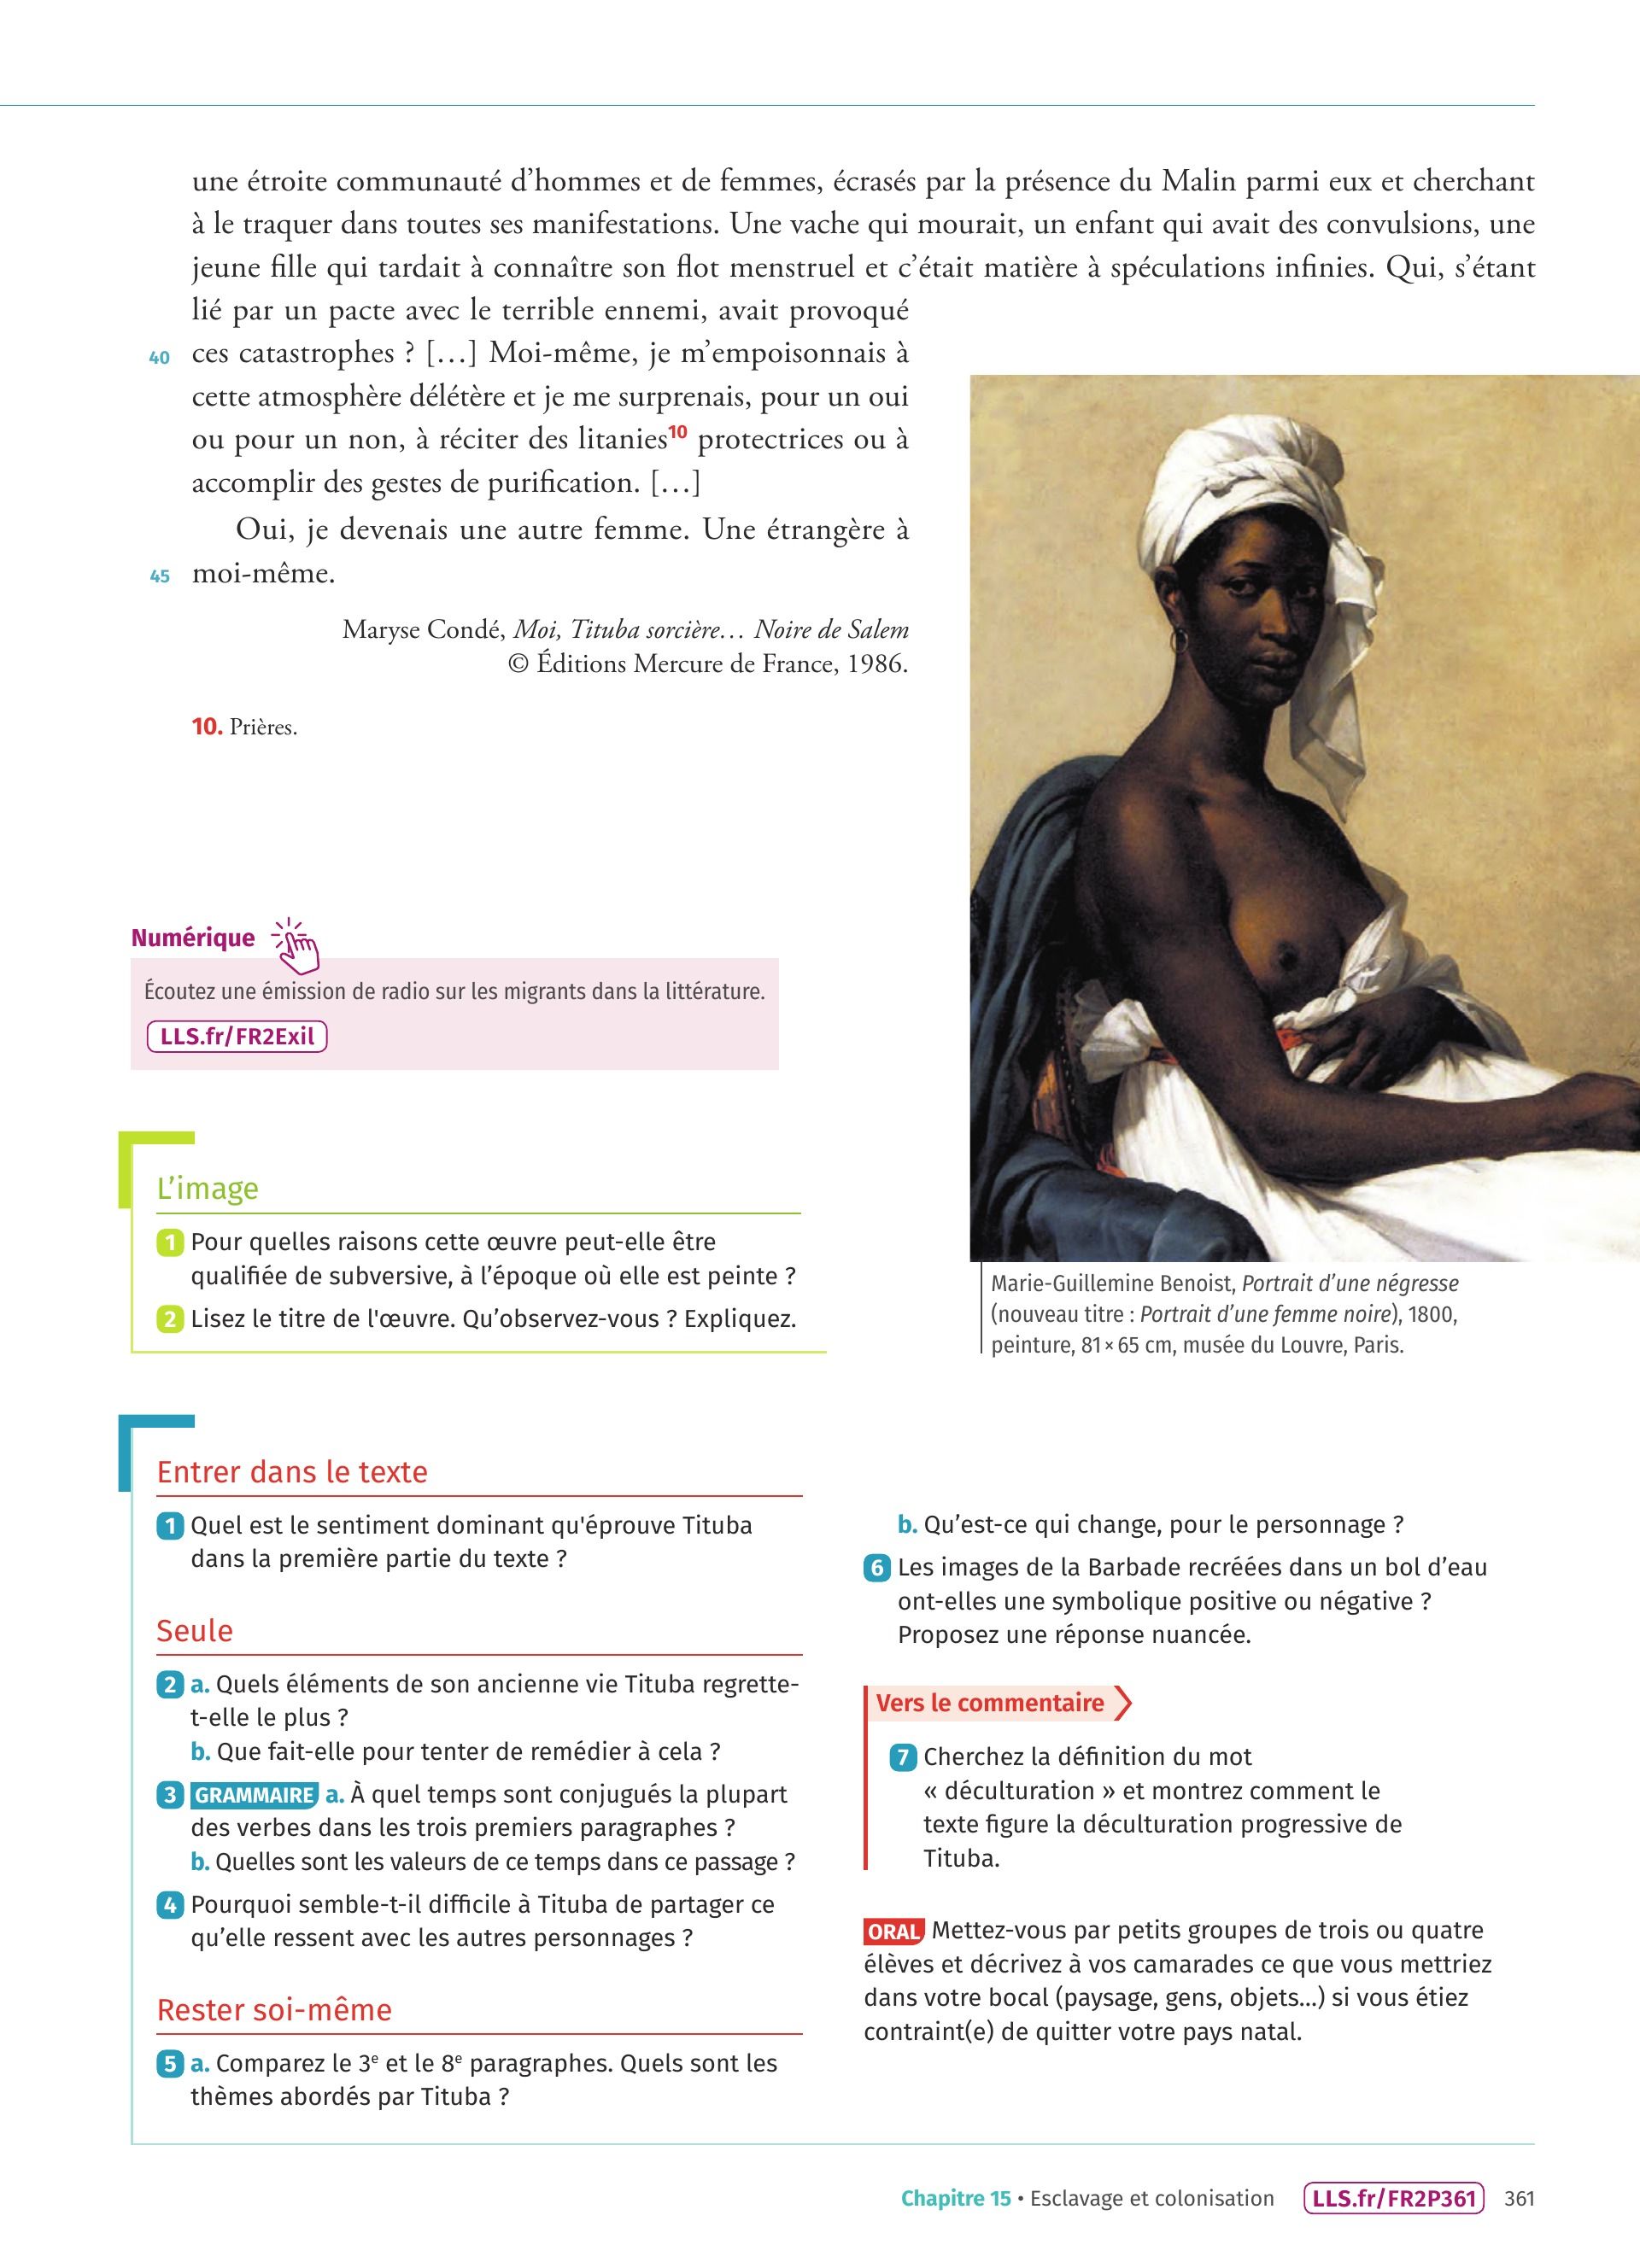 une étroite communauté d’hommes et de femmes, écrasés par la présence du Malin parmi eux et cherchant
à le traquer dans toutes ses manifestations. Une vache qui mourait, un enfant qui avait des convulsions, une
jeune fille qui tardait à connaître son flot menstruel et c’était matière à spéculations infinies. Qui, s’étant
lié par un pacte avec le terrible ennemi, avait provoqué
40 ces catastrophes ? […] Moi-même, je m’empoisonnais à
cette atmosphère délétère et je me surprenais, pour un oui
ou pour un non, à réciter des litanies10 protectrices ou à
accomplir des gestes de purification. […]
Oui, je devenais une autre femme. Une étrangère à
45 moi-même.
Maryse Condé, Moi, Tituba sorcière… Noire de Salem
© Éditions Mercure de France, 1986.
10. Prières.
Numérique
Écoutez une émission de radio sur les migrants dans la littérature.
LLS.fr/FR2Exil
L’image
1 Pour quelles raisons cette œuvre peut-elle être
qualifiée de subversive, à l’époque où elle est peinte ?
2 Lisez le titre de l'œuvre. Qu’observez-vous ? Expliquez.
Marie-Guillemine Benoist, Portrait d’une négresse
(nouveau titre : Portrait d’une femme noire), 1800,
peinture, 81 × 65 cm, musée du Louvre, Paris.
Entrer dans le texte
1 Quel est le sentiment dominant qu'éprouve Tituba
dans la première partie du texte ?
Seule
2 a. Quels éléments de son ancienne vie Tituba regrette-
t-elle le plus ?
b. Que fait-elle pour tenter de remédier à cela ?
3 GRAMMAIRE a. À quel temps sont conjugués la plupart
des verbes dans les trois premiers paragraphes ?
b. Quelles sont les valeurs de ce temps dans ce passage ?
4 Pourquoi semble-t-il difficile à Tituba de partager ce
qu’elle ressent avec les autres personnages ?
Rester soi-même
5 a. Comparez le 3e et le 8e paragraphes. Quels sont les
thèmes abordés par Tituba ?
b. Qu’est-ce qui change, pour le personnage ?
6 Les images de la Barbade recréées dans un bol d’eau
ont-elles une symbolique positive ou négative ?
Proposez une réponse nuancée.
Vers le commentaire
7 Cherchez la définition du mot
« déculturation » et montrez comment le
texte figure la déculturation progressive de
Tituba.
ORAL Mettez-vous par petits groupes de trois ou quatre
élèves et décrivez à vos camarades ce que vous mettriez
dans votre bocal (paysage, gens, objets…) si vous étiez
contraint(e) de quitter votre pays natal.
Chapitre 15 • Esclavage et colonisation LLS.fr/FR2P361 361